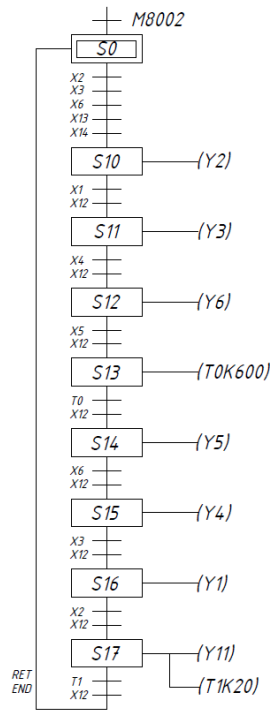 M8002
S0
X2
X3
X6
X13
X14
S10 (Y2)
X1
X12
S11 (Y3)
X4
X12
S12 (Y6)
X5
X12
S13 (T0K600)
T0
X12
S14 (Y5)
X6
X12
S15 (Y4)
X3
X12
S16 (Y1)
X2
X12
S17 (Y11)
(T1K20)
RET
END
T1
X12